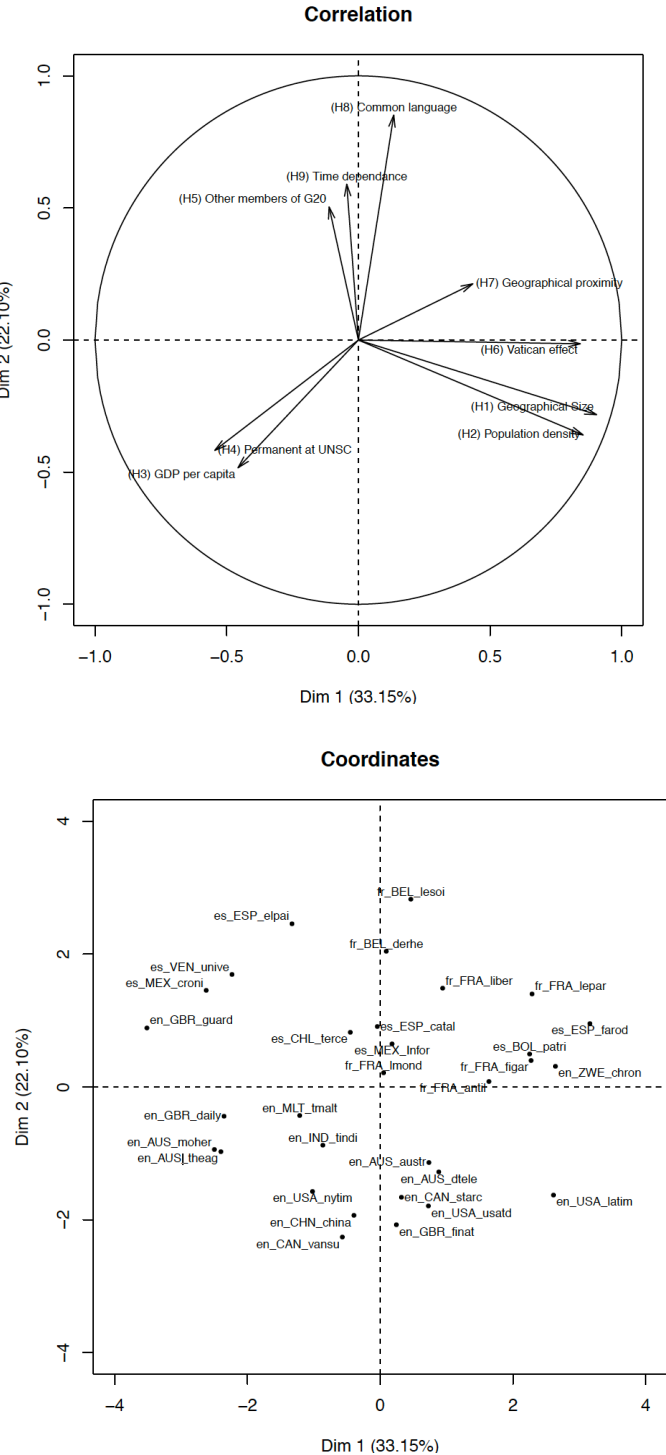 Correlation
1.0
0.5
0.0
−0.5
−1.0
Dim 2 (22.10%)
(H8) Common language
(H9) Time dependance
(H5) Other members of G20
(H7) Geographical proximity
(H6) Vatican effect
(H1) Geographical Size
(H2) Population density
(H4) Permanent at UNSC
(H3) GDP per capita
−1.0 −0.5 0.0 0.5 1.0
Dim 1 (33.15%)
Coordinates
4
2
0
−2
−4
Dim 2 (22.10%)
fr_BEL_lesoi
es_ESP_elpai
fr_BEL_derhe
es_VEN_unive
es_MEX_croni
fr_FRA_liber
fr_FRA_lepar
en_GBR_guard
es_CHL_terce
es_ESP_catal
es_ESP_farod
es_MEX_Infor
es_BOL_patri
fr_FRA_lmond
fr_FRA_figar
en_ZWE_chron
fr_FRA_antil
en_GBR_daily
en_MLT_tmalt
en_AUS_moher
en_IND_tindi
en_AUS_theag
en_AUS_austr
en_AUS_dtele
en_USA_nytim
en_CAN_starc
en_USA_latim
en_USA_usatd
en_CHN_china
en_GBR_finat
en_CAN_vansu
−4 −2 0 2 4
Dim 1 (33.15%)